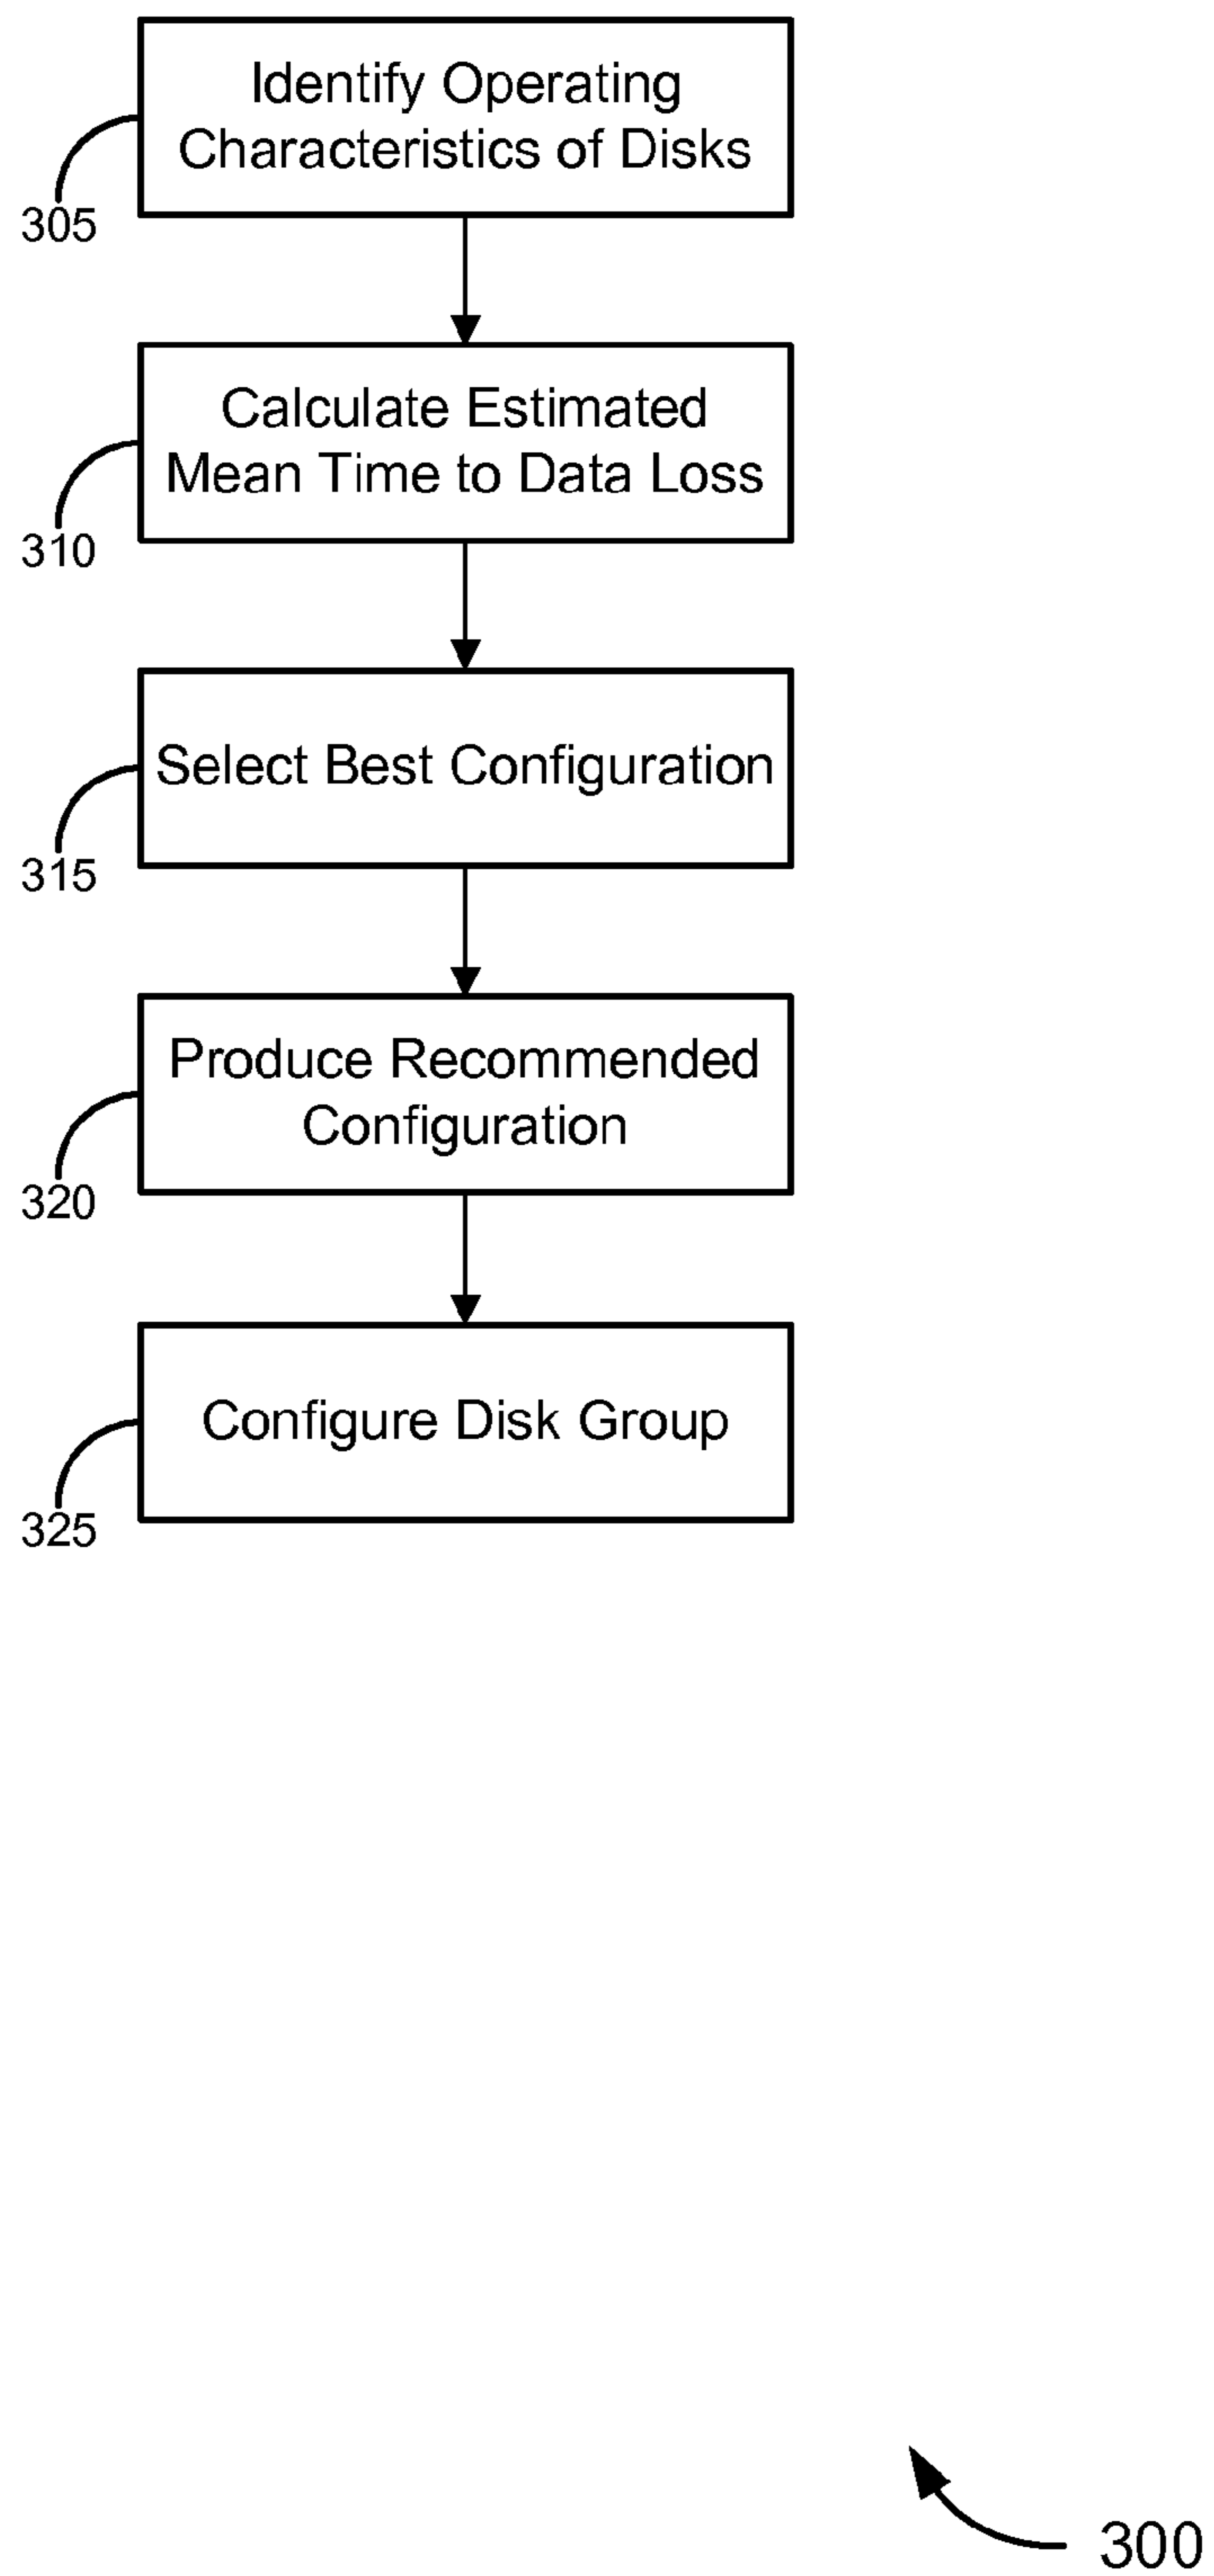 Identify Operating
Characteristics of Disks
305
Calculate Estimated
Mean Time to Data Loss
310
Select Best Configuration
315
Produce Recommended
Configuration
320
Configure Disk Group
325
300